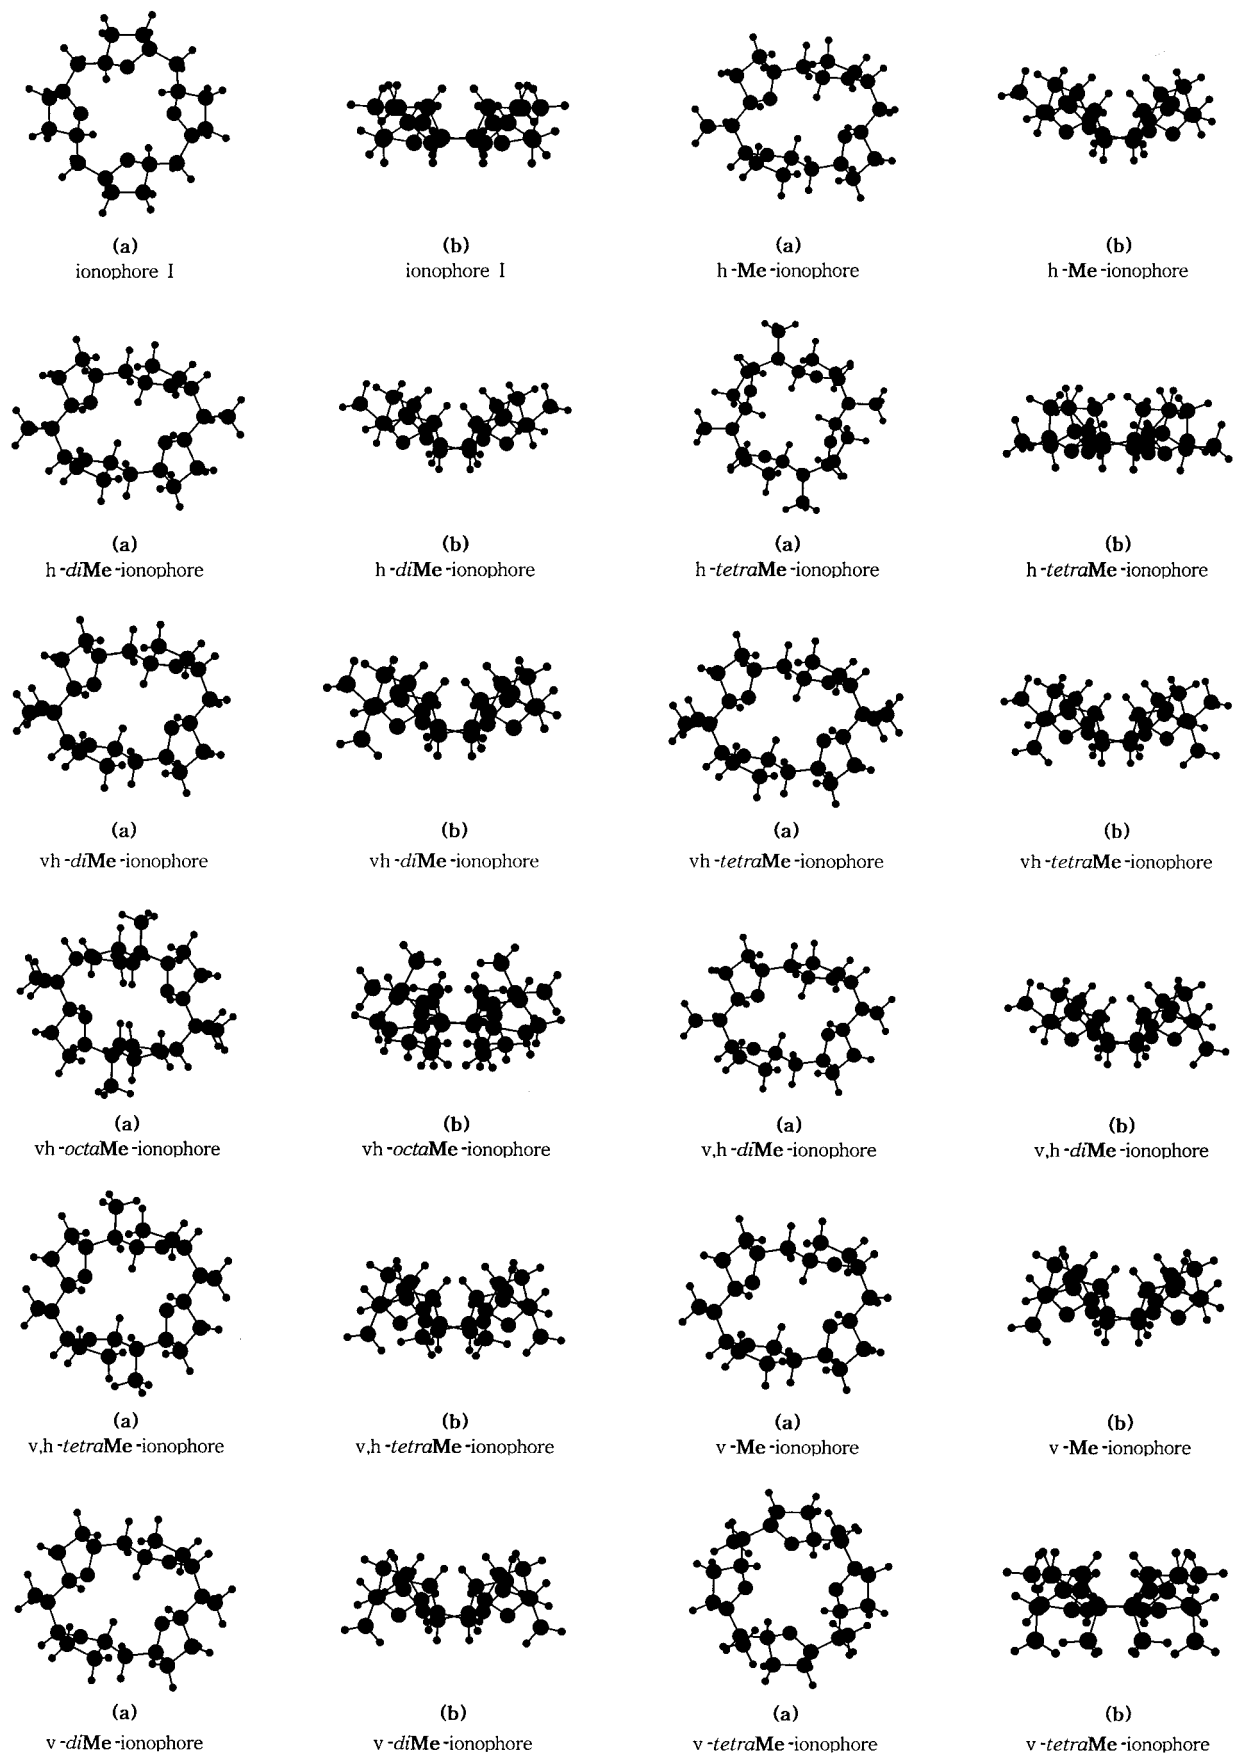 (a) (b) (a) (b)
ionophore I ionophore I h-Me-ionophore h-Me-ionophore
(a) (b) (a) (b)
h-diMe-ionophore h-diMe-ionophore h-tetraMe-ionophore h-tetraMe-ionophore
(a) (b) (a) (b)
vh-diMe-ionophore vh-diMe-ionophore vh-tetraMe-ionophore vh-tetraMe-ionophore
(a) (b) (a) (b)
vh-octaMe-ionophore vh-octaMe-ionophore v,h-diMe-ionophore v,h-diMe-ionophore
(a) (b) (a) (b)
v,h-tetraMe-ionophore v,h-tetraMe-ionophore v-Me-ionophore v-Me-ionophore
(a) (b) (a) (b)
v-diMe-ionophore v-diMe-ionophore v-tetraMe-ionophore v-tetraMe-ionophore